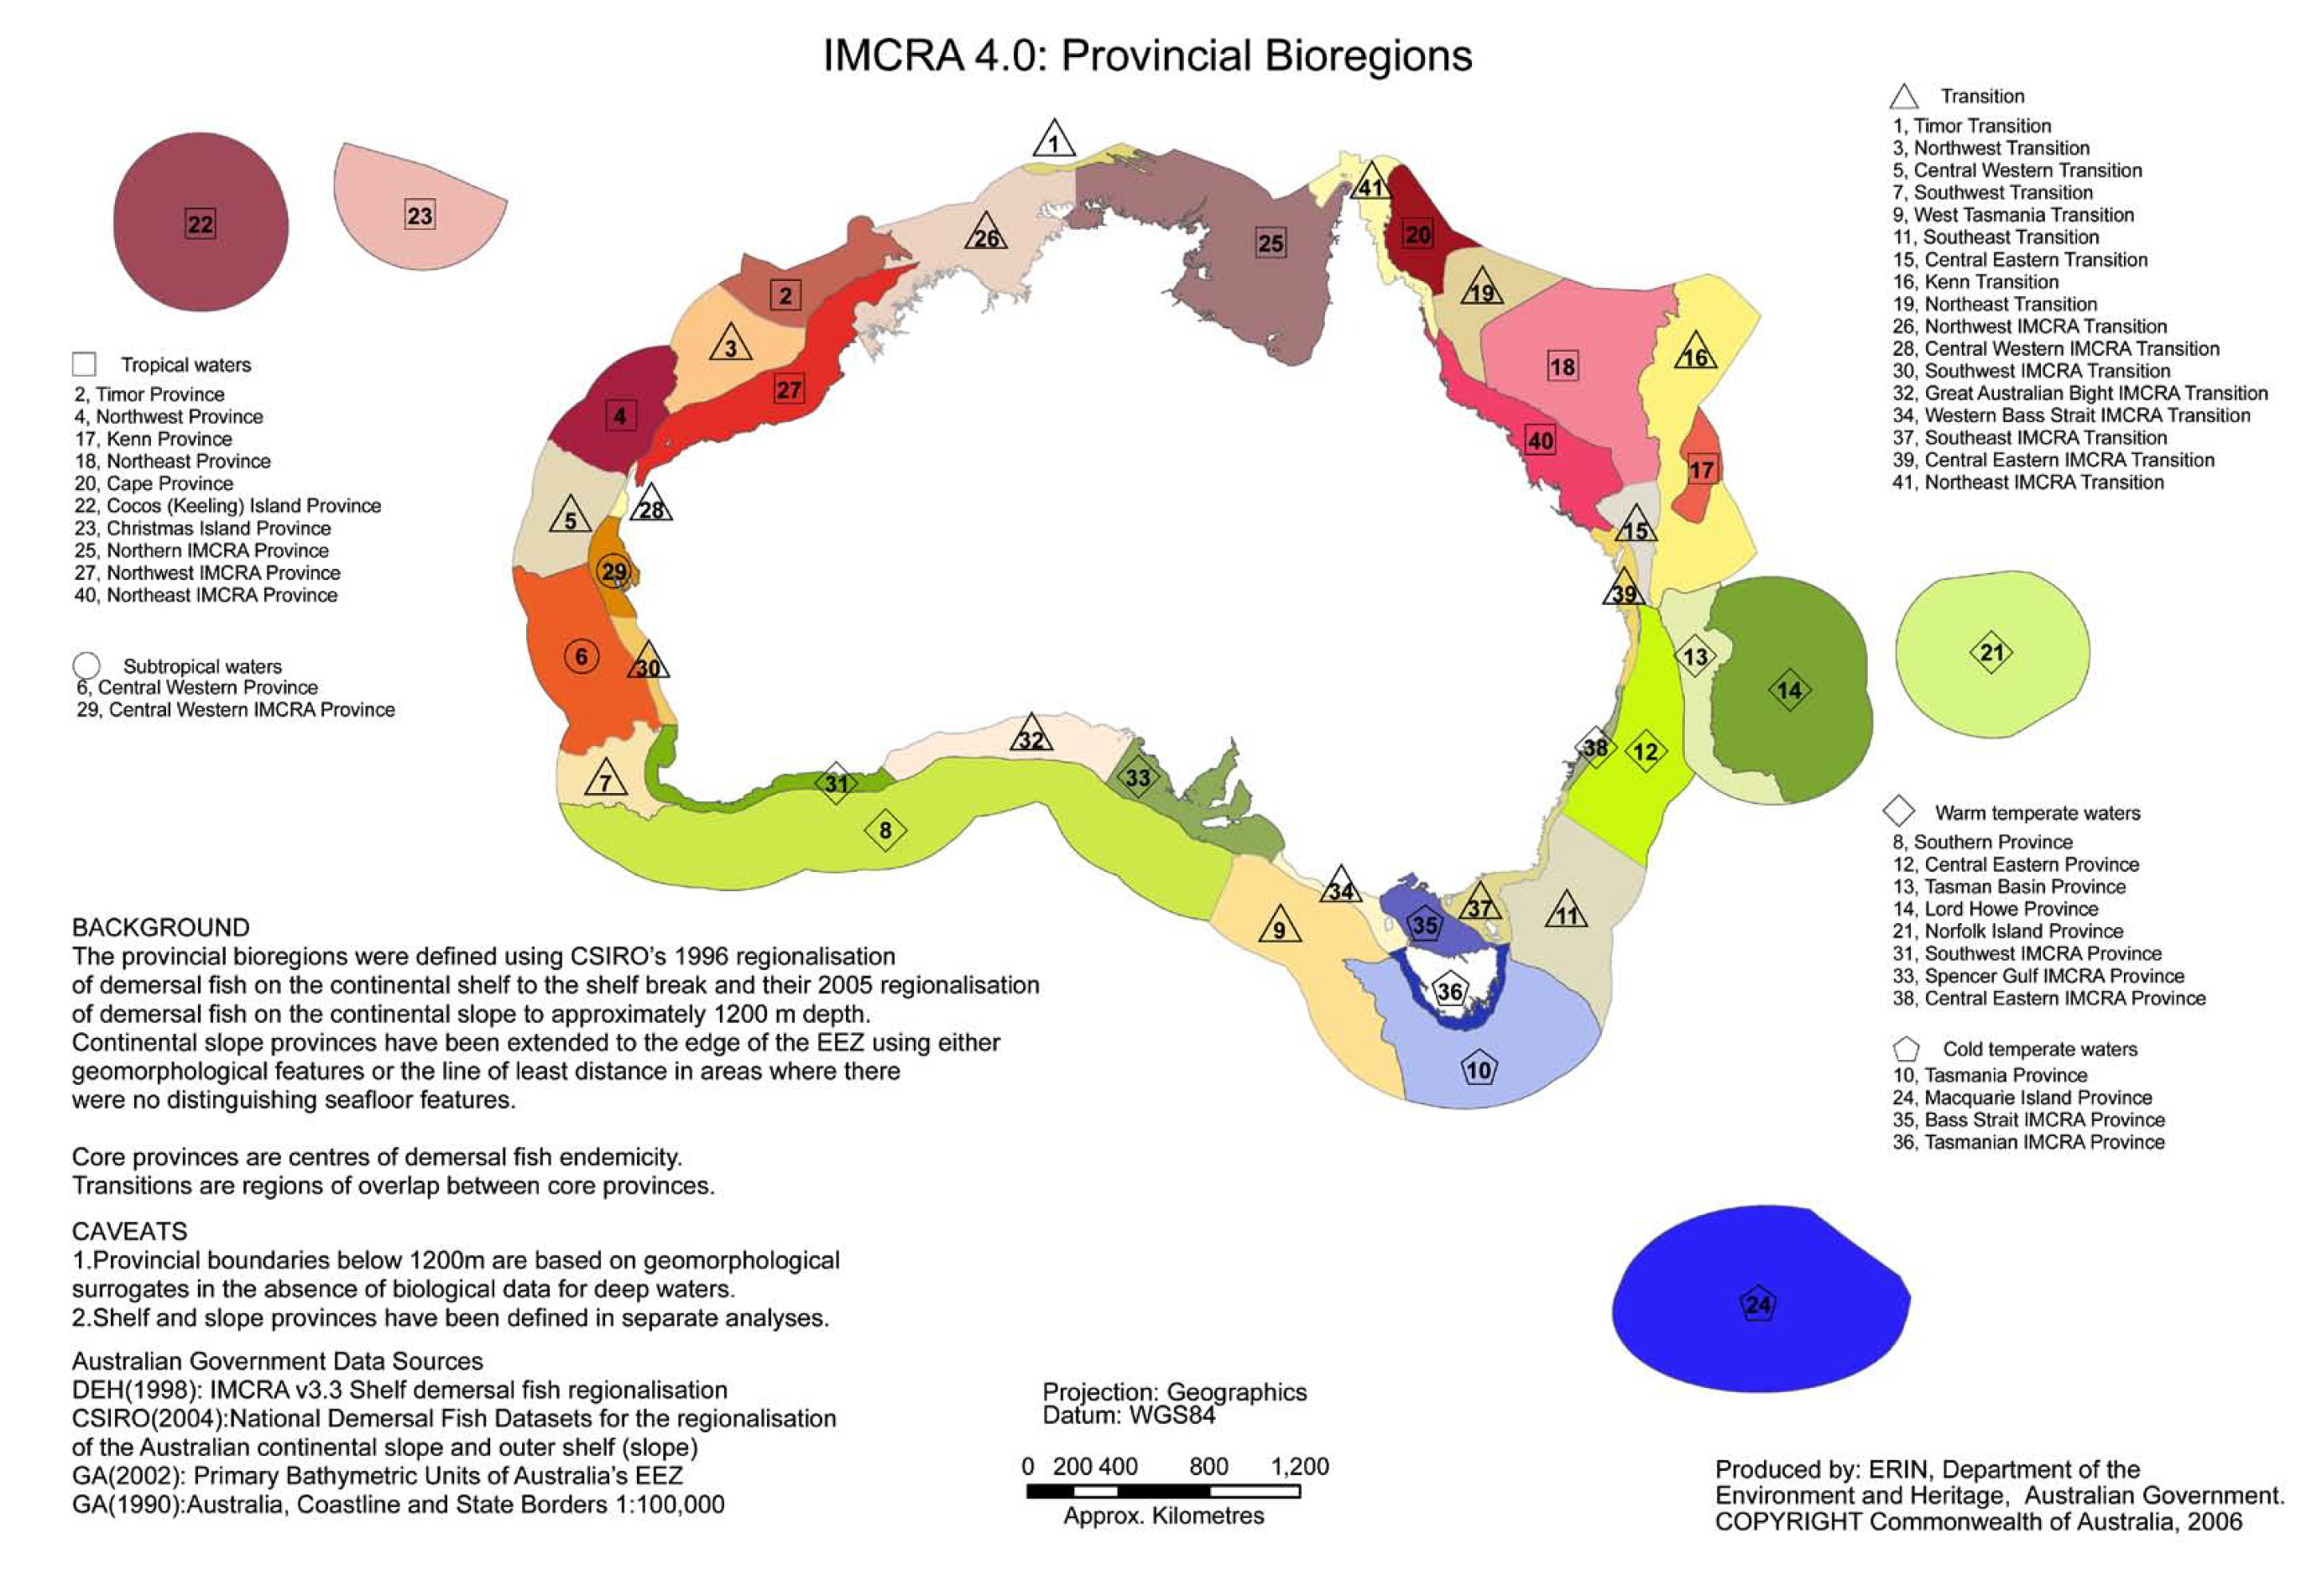 IMCRA 4.0: Provincial Bioregions
Transition
1, Timor Transition
3, Northwest Transition
5, Central Western Transition
7, Southwest Transition
9, West Tasmania Transition
11, Southeast Transition
15, Central Eastern Transition
16, Kenn Transition
19, Northeast Transition
26, Northwest IMCRA Transition
28, Central Western IMCRA Transition
30, Southwest IMCRA Transition
32, Great Australian Bight IMCRA Transition
34, Western Bass Strait IMCRA Transition
37, Southeast IMCRA Transition
39, Central Eastern IMCRA Transition
41, Northeast IMCRA Transition
1
41
22
23
26
25
20
2
19
3
18
16
27
4
40
17
5
28
15
29
39
6
30
13
14
21
32
38
12
7
31
33
8
34
35
37
11
9
36
10
24
Tropical waters
2, Timor Province
4, Northwest Province
17, Kenn Province
18, Northeast Province
20, Cape Province
22, Cocos (Keeling) Island Province
23, Christmas Island Province
25, Northern IMCRA Province
27, Northwest IMCRA Province
40, Northeast IMCRA Province
Subtropical waters
6, Central Western Province
29, Central Western IMCRA Province
Warm temperate waters
8, Southern Province
12, Central Eastern Province
13, Tasman Basin Province
14, Lord Howe Province
21, Norfolk Island Province
31, Southwest IMCRA Province
33, Spencer Gulf IMCRA Province
38, Central Eastern IMCRA Province
Cold temperate waters
10, Tasmania Province
24, Macquarie Island Province
35, Bass Strait IMCRA Province
36, Tasmanian IMCRA Province
BACKGROUND
The provincial bioregions were defined using CSIRO's 1996 regionalisation
of demersal fish on the continental shelf to the shelf break and their 2005 regionalisation
of demersal fish on the continental slope to approximately 1200 m depth.
Continental slope provinces have been extended to the edge of the EEZ using either
geomorphological features or the line of least distance in areas where there
were no distinguishing seafloor features.
Core provinces are centres of demersal fish endemicity.
Transitions are regions of overlap between core provinces.
CAVEATS
1.Provincial boundaries below 1200m are based on geomorphological
surrogates in the absence of biological data for deep waters.
2.Shelf and slope provinces have been defined in separate analyses.
Australian Government Data Sources
DEH(1998): IMCRA v3.3 Shelf demersal fish regionalisation
CSIRO(2004):National Demersal Fish Datasets for the regionalisation
of the Australian continental slope and outer shelf (slope)
GA(2002): Primary Bathymetric Units of Australia's EEZ
GA(1990):Australia, Coastline and State Borders 1:100,000
Projection: Geographics
Datum: WGS84
0 200 400 800 1,200
Approx. Kilometres
Produced by: ERIN, Department of the
Environment and Heritage, Australian Government.
COPYRIGHT Commonwealth of Australia, 2006